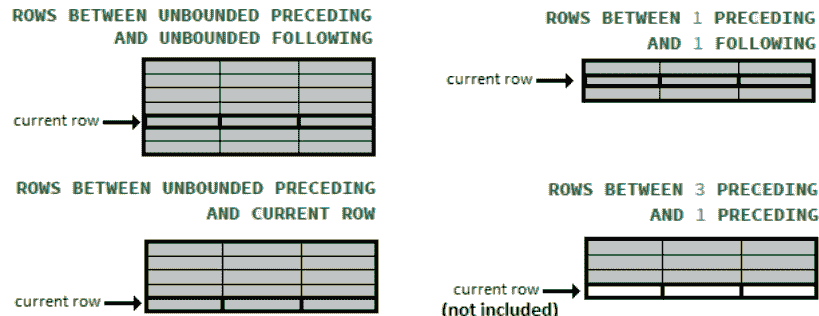 ROWS BETWEEN UNBOUNDED PRECEDING
AND UNBOUNDED FOLLOWING
current row
ROWS BETWEEN 1 PRECEDING
AND 1 FOLLOWING
current row
ROWS BETWEEN UNBOUNDED PRECEDING
AND CURRENT ROW
current row
ROWS BETWEEN 3 PRECEDING
AND 1 PRECEDING
current row
(not included)